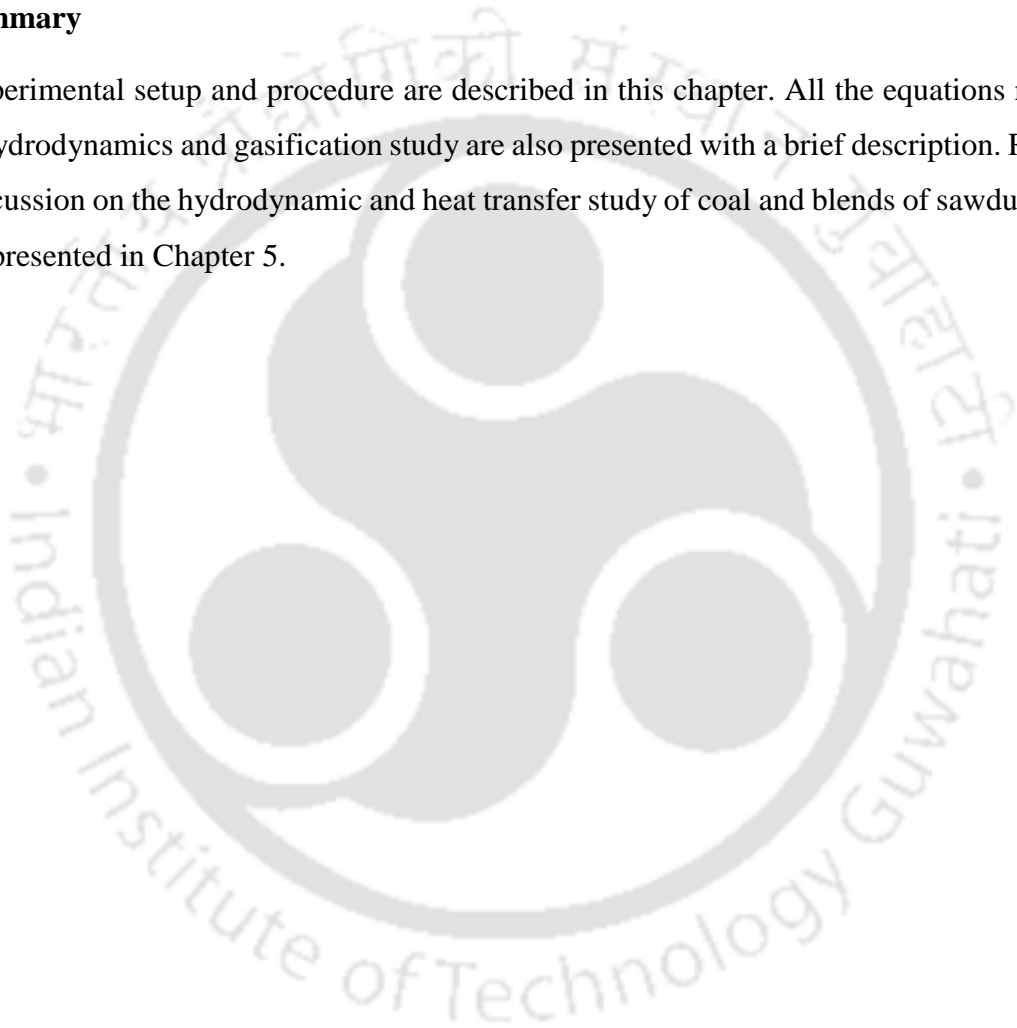 nmary
perimental setup and procedure are described in this chapter. All the equations r
ydrodynamics and gasification study are also presented with a brief description.
cussion on the hydrodynamic and heat transfer study of coal and blends of sawdu
presented in Chapter 5.
भारतीय प्रौद्योगिकी संस्थान गुवाहाटी
Indian Institute of Technology Guwahati